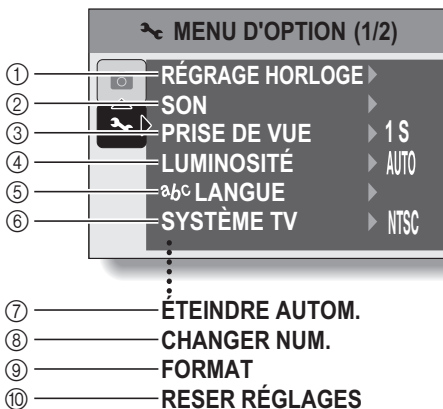 MENU D'OPTION (1/2)
① RÉGRAGE HORLOGE
② SON
③ PRISE DE VUE 1 S
④ LUMINOSITÉ AUTO
⑤ abc LANGUE
⑥ SYSTÈME TV NTSC
⑦ ÉTEINDRE AUTOM.
⑧ CHANGER NUM.
⑨ FORMAT
⑩ RESER RÉGLAGES